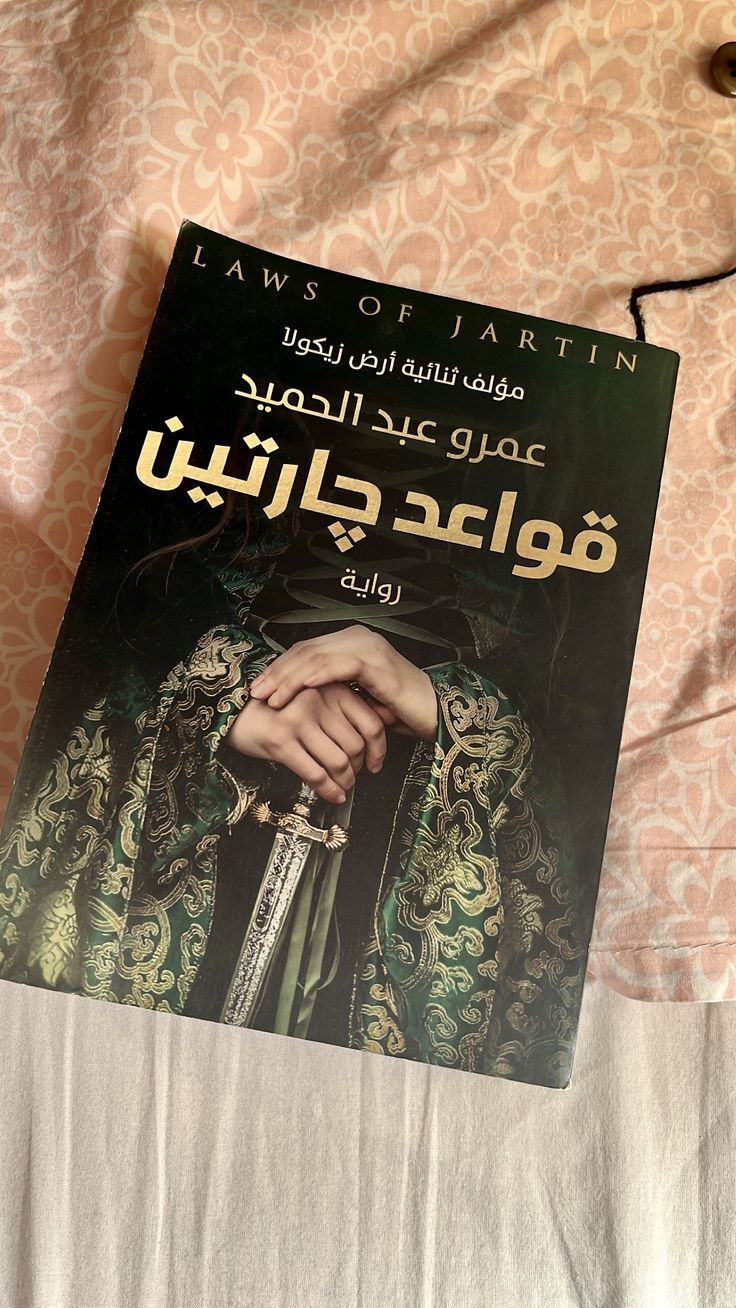 LAWS OF JARTIN
مؤلف ثنائية أرض زيكولا
عمرو عبد الحميد
قواعد چارتين
رواية